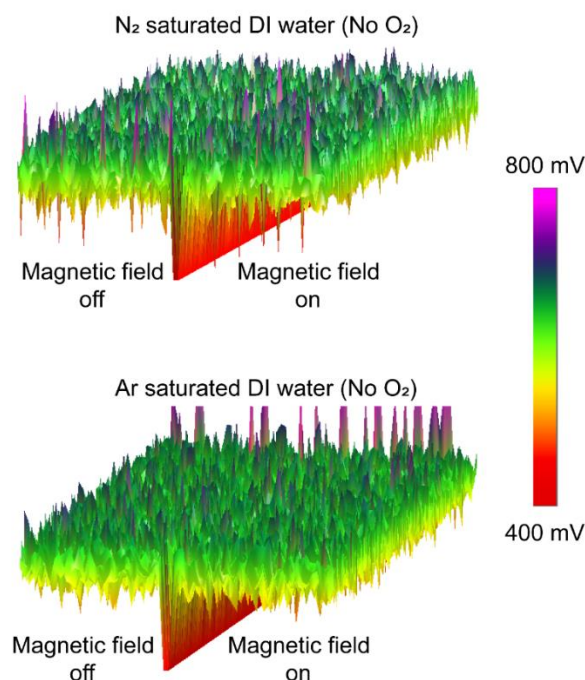 N₂ saturated DI water (No O₂)
800 mV
Magnetic field
off
Magnetic field
on
Ar saturated DI water (No O₂)
400 mV
Magnetic field
off
Magnetic field
on